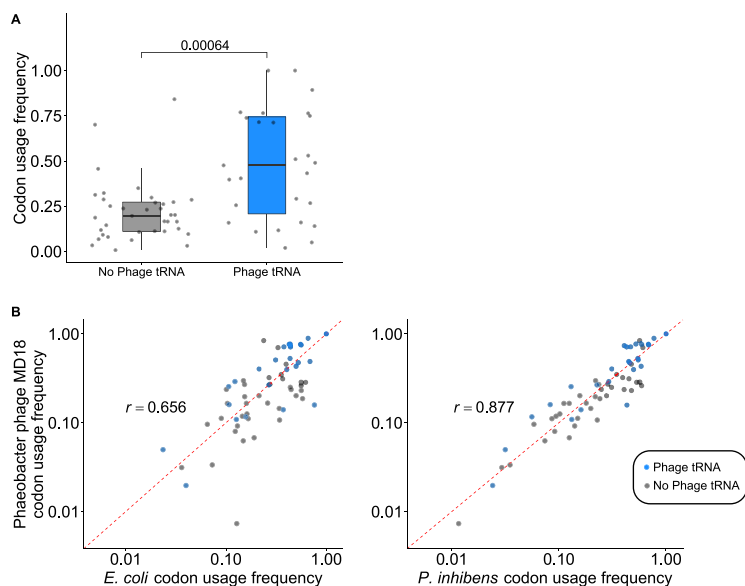 A
0.00064
Codon usage frequency
1.00
0.75
0.50
0.25
0.00
No Phage tRNA
Phage tRNA
B
Phaeobacter phage MD18
codon usage frequency
1.00
0.10
0.01
r = 0.656
0.01
0.10
1.00
E. coli codon usage frequency
1.00
0.10
0.01
r = 0.877
0.01
0.10
1.00
P. inhibens codon usage frequency
Phage tRNA
No Phage tRNA